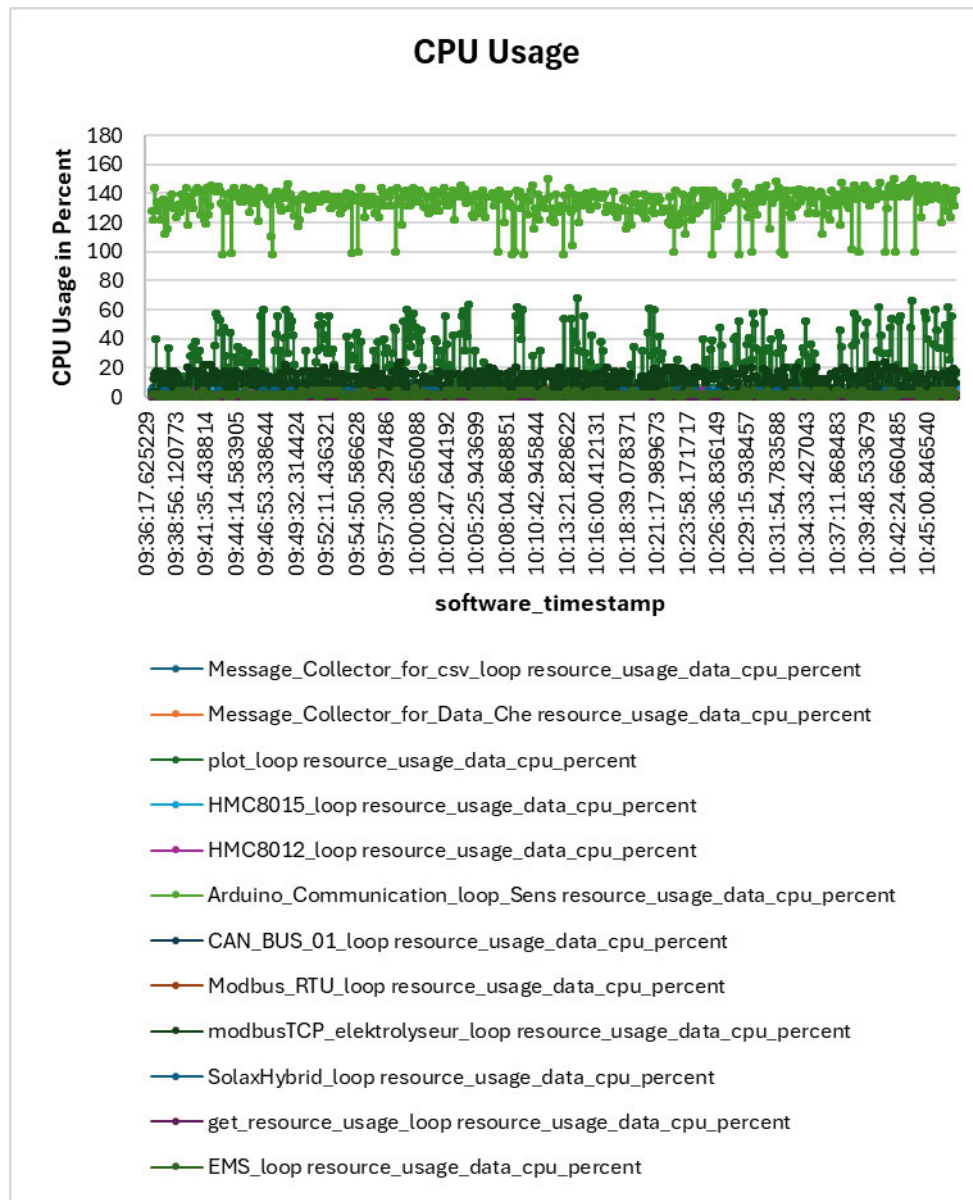 CPU Usage
CPU Usage in Percent
180
160
140
120
100
80
60
40
20
0
09:36:17.625229
09:38:56.120773
09:41:35.438814
09:44:14.583905
09:46:53.338644
09:49:32.314424
09:52:11.436321
09:54:50.586628
09:57:30.297486
10:00:08.650088
10:02:47.644192
10:05:25.943699
10:08:04.868851
10:10:42.945844
10:13:21.828622
10:16:00.412131
10:18:39.078371
10:21:17.989673
10:23:58.171717
10:26:36.836149
10:29:15.938457
10:31:54.783588
10:34:33.427043
10:37:11.868483
10:39:48.533679
10:42:24.660485
10:45:00.846540
software_timestamp
Message_Collector_for_csv_loop resource_usage_data_cpu_percent
Message_Collector_for_Data_Che resource_usage_data_cpu_percent
plot_loop resource_usage_data_cpu_percent
HMC8015_loop resource_usage_data_cpu_percent
HMC8012_loop resource_usage_data_cpu_percent
Arduino_Communication_loop_Sens resource_usage_data_cpu_percent
CAN_BUS_01_loop resource_usage_data_cpu_percent
Modbus_RTU_loop resource_usage_data_cpu_percent
modbusTCP_elektrolyseur_loop resource_usage_data_cpu_percent
SolaxHybrid_loop resource_usage_data_cpu_percent
get_resource_usage_loop resource_usage_data_cpu_percent
EMS_loop resource_usage_data_cpu_percent